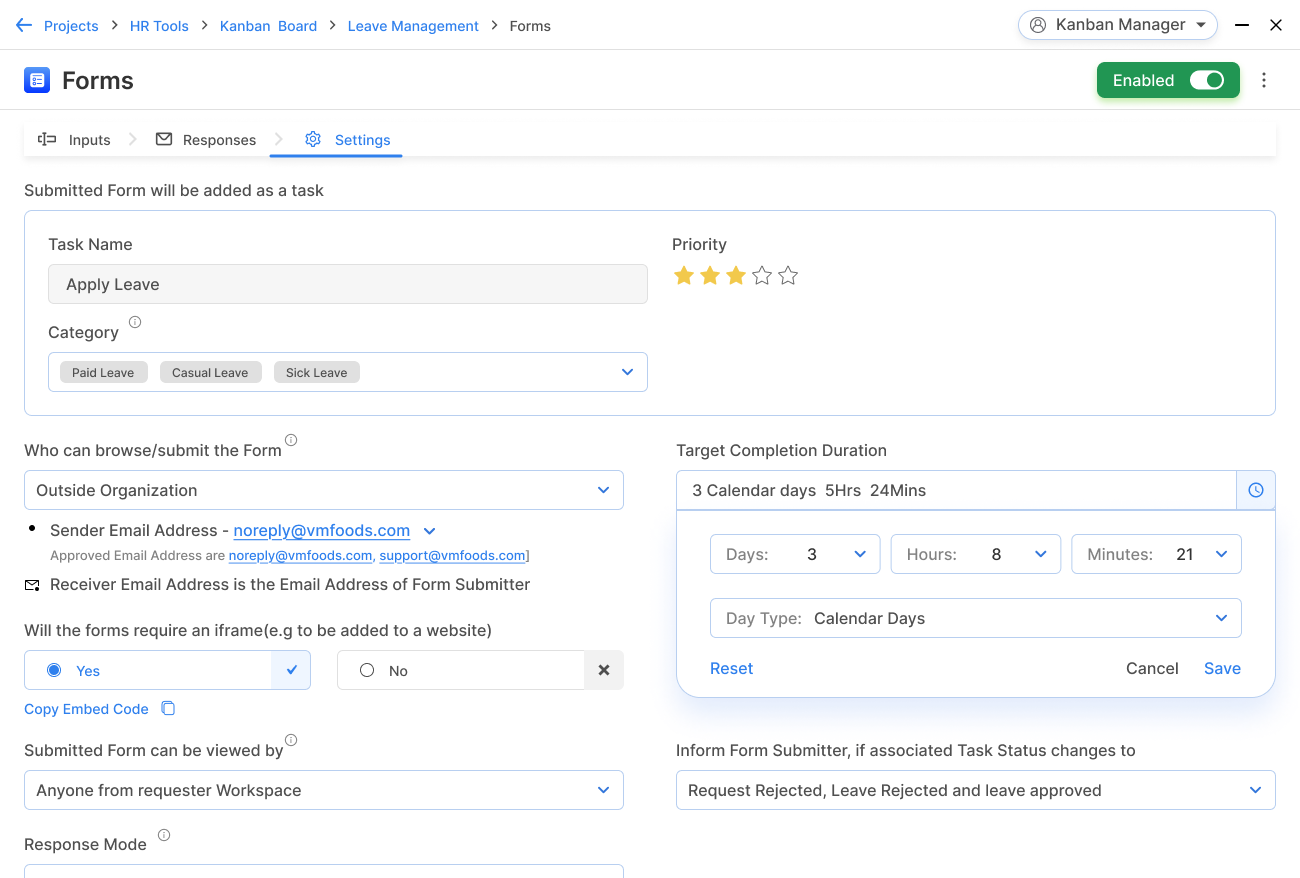 Projects > HR Tools > Kanban Board > Leave Management > Forms
Kanban Manager
Forms
Enabled
Inputs
Responses
Settings
Submitted Form will be added as a task
Task Name
Priority
Apply Leave
Category
Paid Leave
Casual Leave
Sick Leave
Who can browse/submit the Form
Outside Organization
Sender Email Address - noreply@vmfoods.com
Approved Email Address are noreply@vmfoods.com, support@vmfoods.com]
Receiver Email Address is the Email Address of Form Submitter
Target Completion Duration
3 Calendar days 5Hrs 24Mins
Days: 3
Hours: 8
Minutes: 21
Day Type: Calendar Days
Reset
Cancel
Save
Will the forms require an iframe(e.g to be added to a website)
Yes
No
Copy Embed Code
Submitted Form can be viewed by
Anyone from requester Workspace
Inform Form Submitter, if associated Task Status changes to
Request Rejected, Leave Rejected and leave approved
Response Mode